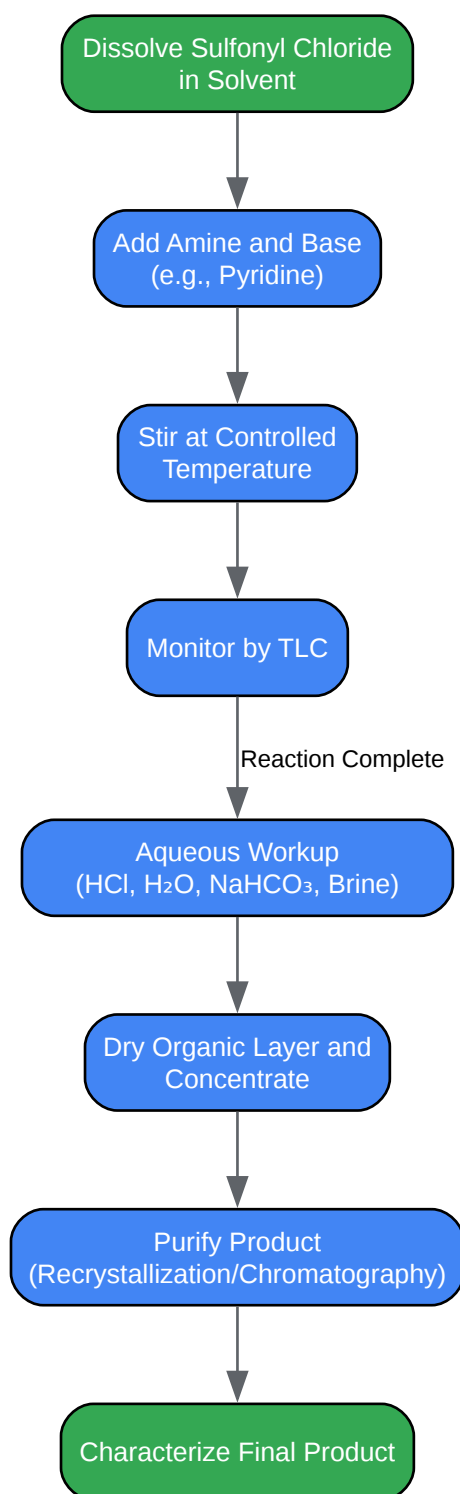 Dissolve Sulfonyl Chloride
in Solvent
Add Amine and Base
(e.g., Pyridine)
Stir at Controlled
Temperature
Monitor by TLC
Reaction Complete
Aqueous Workup
(HCl, H₂O, NaHCO₃, Brine)
Dry Organic Layer and
Concentrate
Purify Product
(Recrystallization/Chromatography)
Characterize Final Product